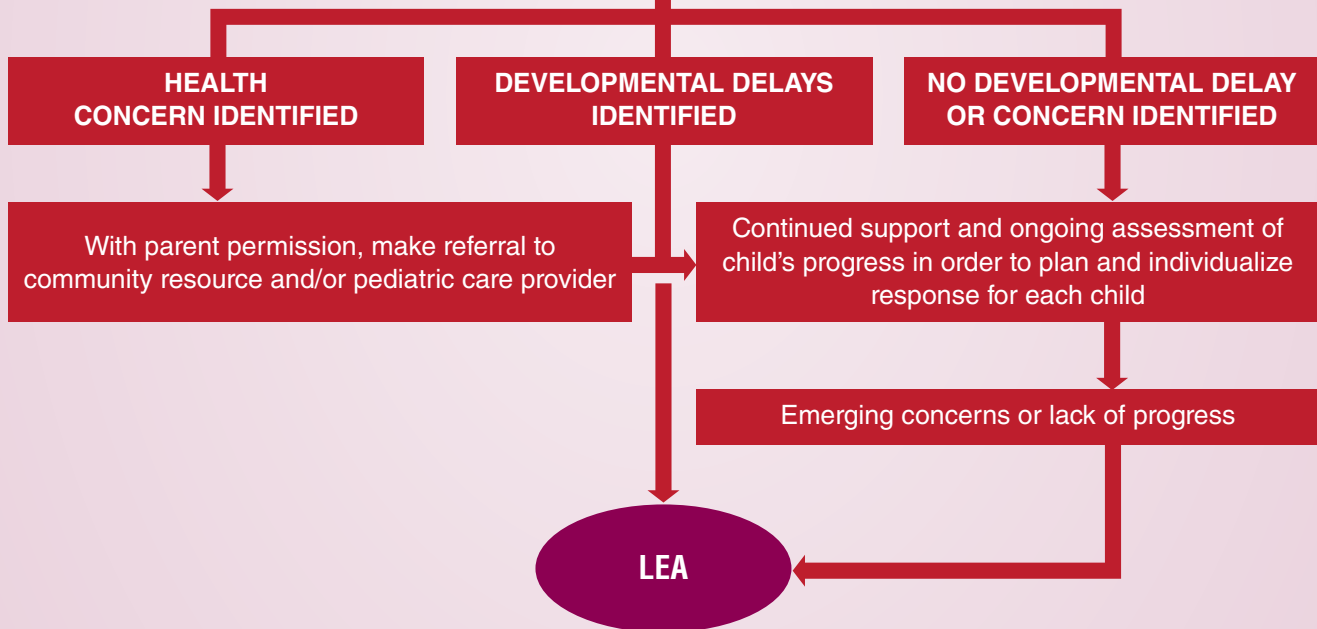 HEALTH
CONCERN IDENTIFIED
DEVELOPMENTAL DELAYS
IDENTIFIED
NO DEVELOPMENTAL DELAY
OR CONCERN IDENTIFIED
With parent permission, make referral to
community resource and/or pediatric care provider
Continued support and ongoing assessment of
child’s progress in order to plan and individualize
response for each child
Emerging concerns or lack of progress
LEA